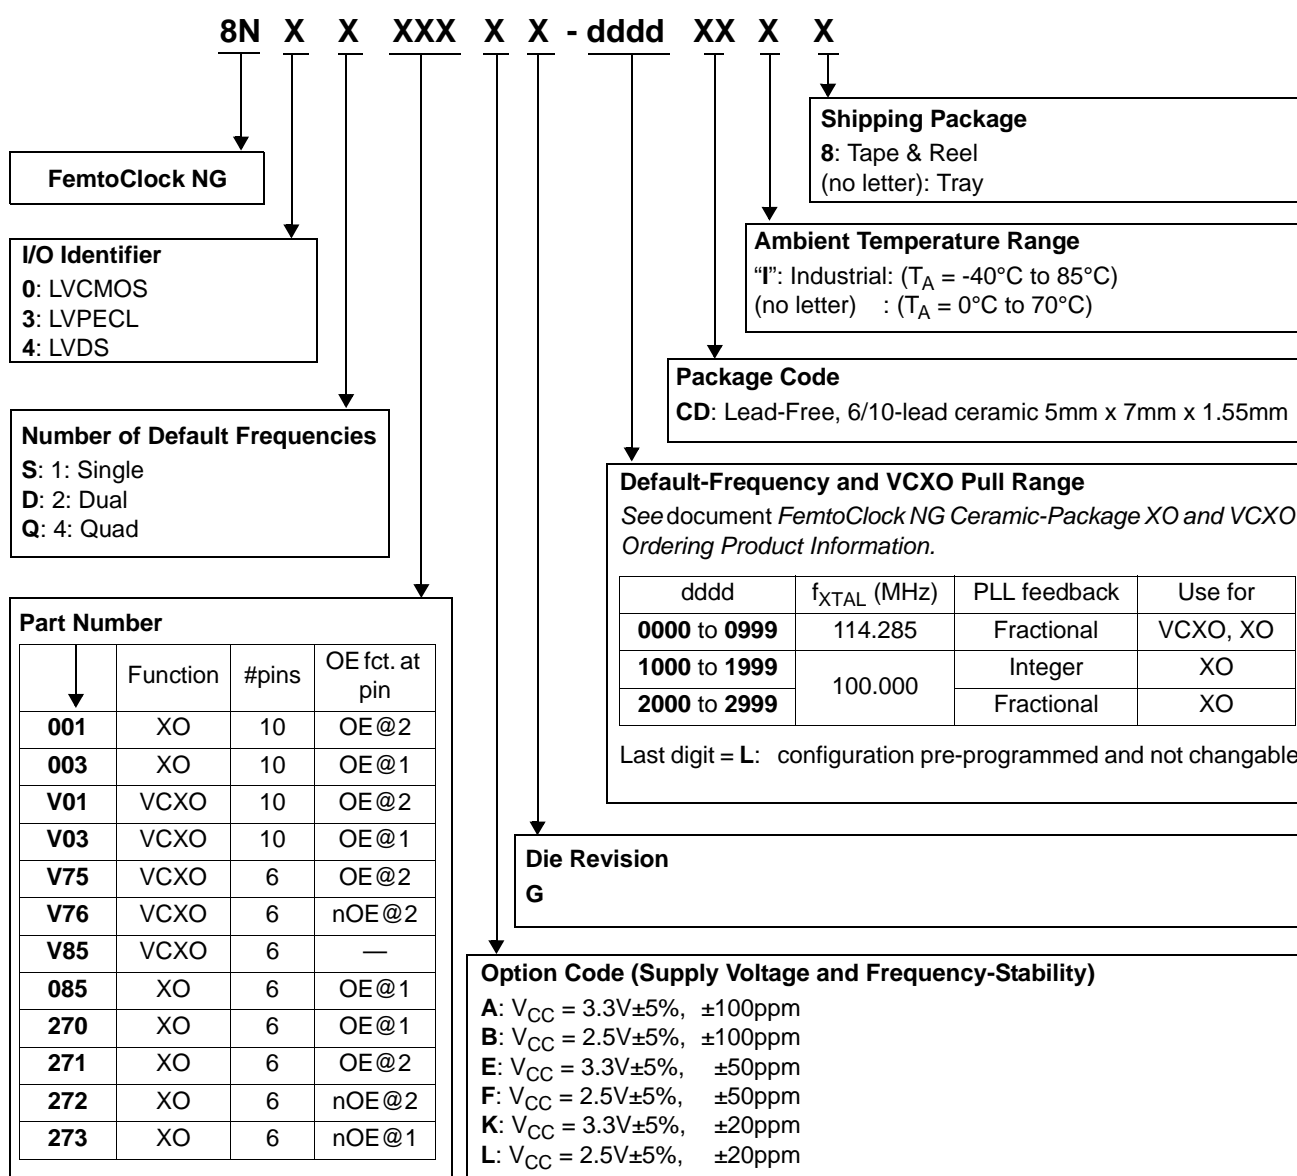 8N X X XXX X X - dddd XX X X
Shipping Package
8: Tape & Reel
(no letter): Tray
FemtoClock NG
Ambient Temperature Range
“I”: Industrial: (TA = -40°C to 85°C)
(no letter) : (TA = 0°C to 70°C)
I/O Identifier
0: LVCMOS
3: LVPECL
4: LVDS
Package Code
CD: Lead-Free, 6/10-lead ceramic 5mm x 7mm x 1.55mm
Number of Default Frequencies
S: 1: Single
D: 2: Dual
Q: 4: Quad
Default-Frequency and VCXO Pull Range
See document FemtoClock NG Ceramic-Package XO and VCXO
Ordering Product Information.
dddd fXTAL (MHz) PLL feedback Use for
0000 to 0999 114.285 Fractional VCXO, XO
1000 to 1999 100.000 Integer XO
2000 to 2999 Fractional XO
Last digit = L: configuration pre-programmed and not changable
Part Number
Function #pins OE fct. at
pin
001 XO 10 OE@2
003 XO 10 OE@1
V01 VCXO 10 OE@2
V03 VCXO 10 OE@1
V75 VCXO 6 OE@2
V76 VCXO 6 nOE@2
V85 VCXO 6 —
085 XO 6 OE@1
270 XO 6 OE@1
271 XO 6 OE@2
272 XO 6 nOE@2
273 XO 6 nOE@1
Die Revision
G
Option Code (Supply Voltage and Frequency-Stability)
A: VCC = 3.3V±5%, ±100ppm
B: VCC = 2.5V±5%, ±100ppm
E: VCC = 3.3V±5%, ±50ppm
F: VCC = 2.5V±5%, ±50ppm
K: VCC = 3.3V±5%, ±20ppm
L: VCC = 2.5V±5%, ±20ppm